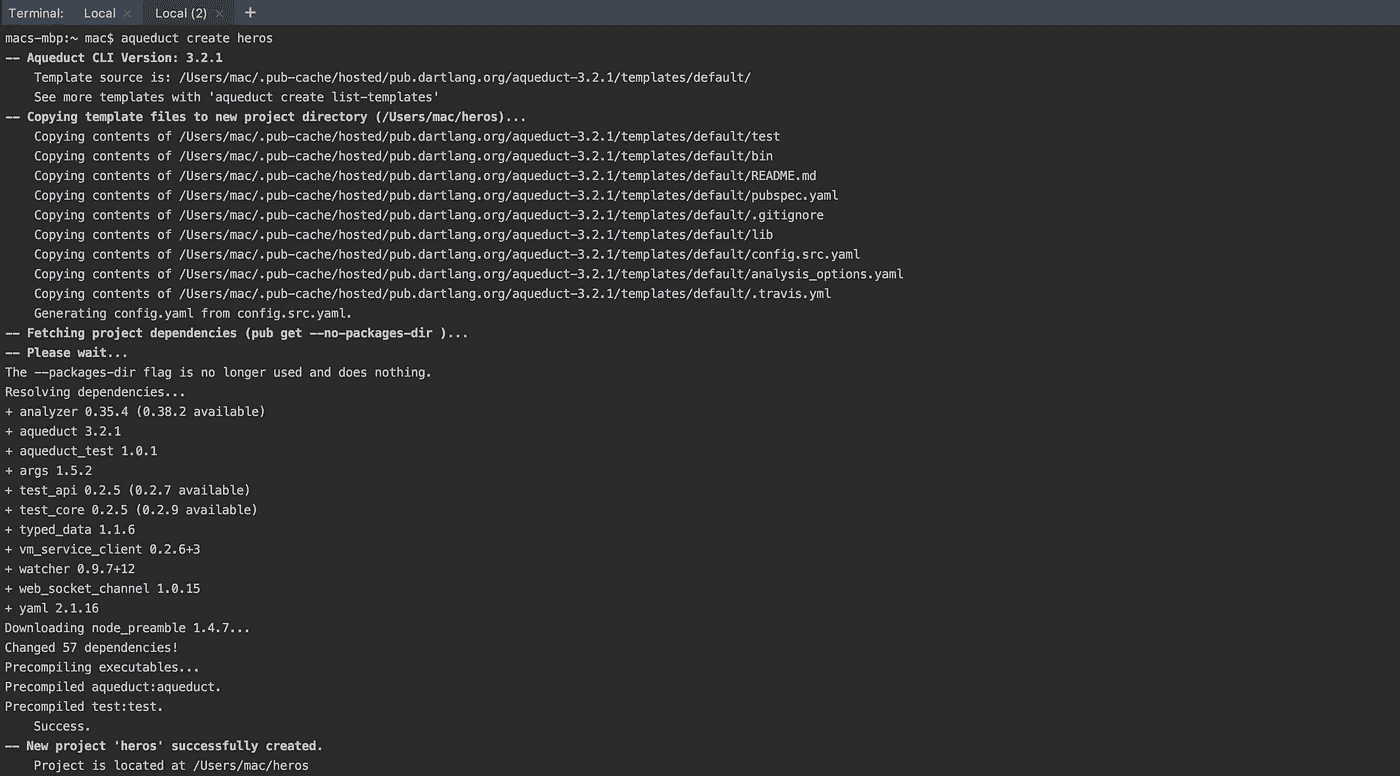 Terminal: Local × Local (2) × +
macs-mbp:~ mac$ aqueduct create heros
-- Aqueduct CLI Version: 3.2.1
    Template source is: /Users/mac/.pub-cache/hosted/pub.dartlang.org/aqueduct-3.2.1/templates/default/
    See more templates with 'aqueduct create list-templates'
-- Copying template files to new project directory (/Users/mac/heros)...
    Copying contents of /Users/mac/.pub-cache/hosted/pub.dartlang.org/aqueduct-3.2.1/templates/default/test
    Copying contents of /Users/mac/.pub-cache/hosted/pub.dartlang.org/aqueduct-3.2.1/templates/default/bin
    Copying contents of /Users/mac/.pub-cache/hosted/pub.dartlang.org/aqueduct-3.2.1/templates/default/README.md
    Copying contents of /Users/mac/.pub-cache/hosted/pub.dartlang.org/aqueduct-3.2.1/templates/default/pubspec.yaml
    Copying contents of /Users/mac/.pub-cache/hosted/pub.dartlang.org/aqueduct-3.2.1/templates/default/.gitignore
    Copying contents of /Users/mac/.pub-cache/hosted/pub.dartlang.org/aqueduct-3.2.1/templates/default/lib
    Copying contents of /Users/mac/.pub-cache/hosted/pub.dartlang.org/aqueduct-3.2.1/templates/default/config.src.yaml
    Copying contents of /Users/mac/.pub-cache/hosted/pub.dartlang.org/aqueduct-3.2.1/templates/default/analysis_options.yaml
    Copying contents of /Users/mac/.pub-cache/hosted/pub.dartlang.org/aqueduct-3.2.1/templates/default/.travis.yml
    Generating config.yaml from config.src.yaml.
-- Fetching project dependencies (pub get --no-packages-dir )...
-- Please wait...
The --packages-dir flag is no longer used and does nothing.
Resolving dependencies...
+ analyzer 0.35.4 (0.38.2 available)
+ aqueduct 3.2.1
+ aqueduct_test 1.0.1
+ args 1.5.2
+ test_api 0.2.5 (0.2.7 available)
+ test_core 0.2.5 (0.2.9 available)
+ typed_data 1.1.6
+ vm_service_client 0.2.6+3
+ watcher 0.9.7+12
+ web_socket_channel 1.0.15
+ yaml 2.1.16
Downloading node_preamble 1.4.7...
Changed 57 dependencies!
Precompiling executables...
Precompiled aqueduct:aqueduct.
Precompiled test:test.
    Success.
-- New project 'heros' successfully created.
    Project is located at /Users/mac/heros